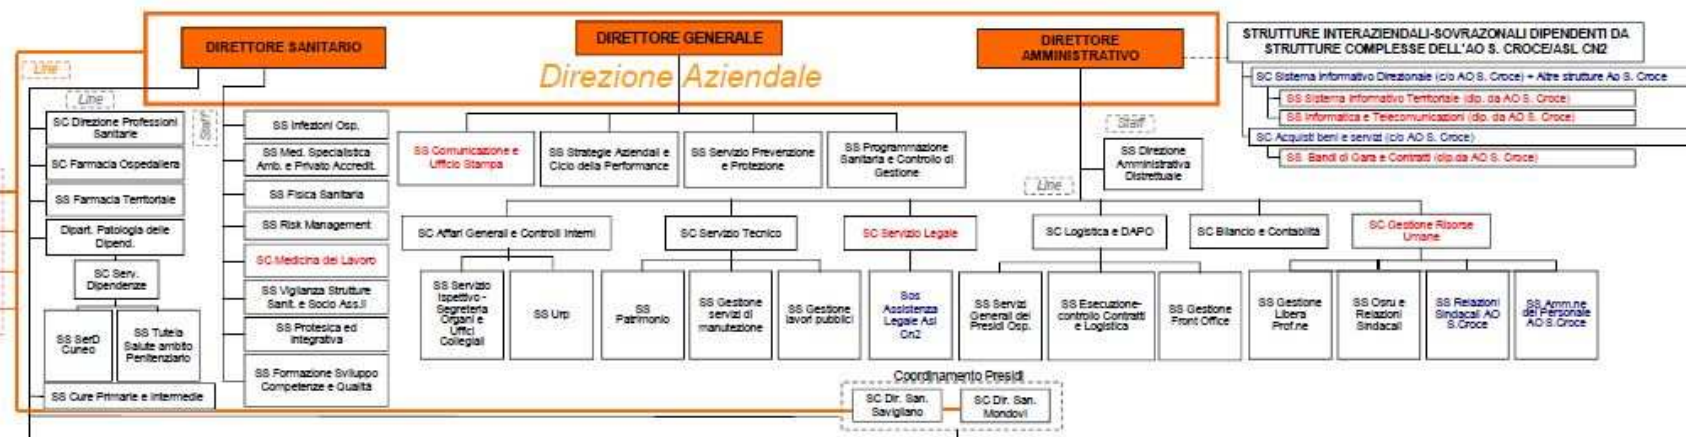 DIRETTORE SANITARIO
DIRETTORE GENERALE
DIRETTORE
AMMINISTRATIVO
Direzione Aziendale
STRUTTURE INTERAZIENDALI-SOVRAZONALI DIPENDENTI DA
STRUTTURE COMPLESSE DELL'AO S. CROCE/ASL CN2
SC Sistema Informativo Direzionale (c/o AO S. Croce) + Altre strutture Ao S. Croce
SS Sistema Informativo Territoriale (dip. da AO S. Croce)
SS Informatica e Telecomunicazioni (dip. da AO S. Croce)
SC Acquisti beni e servizi (c/o AO S. Croce)
SS Bandi di Gara e Contratti (dip.da AO S. Croce)
Line
Line
Staff
SC Direzione Professioni
Sanitarie
SC Farmacia Ospedaliera
SS Farmacia Territoriale
Dipart. Patologia delle
Dipend.
SC Serv.
Dipendenze
SS SerD
Cuneo
SS Tutela
Salute ambito
Penitenziario
SS Cure Primarie e Intermedie
SS Infezioni Osp.
SS Med. Specialistica
Amb. e Privato Accredit.
SS Fisica Sanitaria
SS Risk Management
SC Medicina del Lavoro
SS Vigilanza Strutture
Sanit. e Socio Ass.li
SS Protesica ed
Integrativa
SS Formazione Sviluppo
Competenze e Qualità
SS Comunicazione e
Ufficio Stampa
SS Strategie Aziendali e
Ciclo della Performance
SS Servizio Prevenzione
e Protezione
SS Programmazione
Sanitaria e Controllo di
Gestione
Staff
SS Direzione
Amministrativa
Distrettuale
Line
SC Affari Generali e Controlli Interni
SC Servizio Tecnico
SC Servizio Legale
SC Logistica e DAPO
SC Bilancio e Contabilità
SC Gestione Risorse
Umane
SS Servizio
Ispettivo -
Segreteria
Organi e
Uffici
Collegiali
SS Urp
SS
Patrimonio
SS Gestione
servizi di
manutezione
SS Gestione
lavori pubblici
Sos
Assistenza
Legale Asl
Cn2
SS Servizi
Generali dei
Presidi Osp.
SS Esecuzione-
controllo Contratti
e Logistica
SS Gestione
Front Office
SS Gestione
Libera
Prof.ne
SS Osru e
Relazioni
Sindacali
SS Relazioni
Sindacali AO
S.Croce
SS Amm.ne
del Personale
AO S.Croce
Coordinamento Presidi
SC Dir. San.
Savigliano
SC Dir. San.
Mondovì